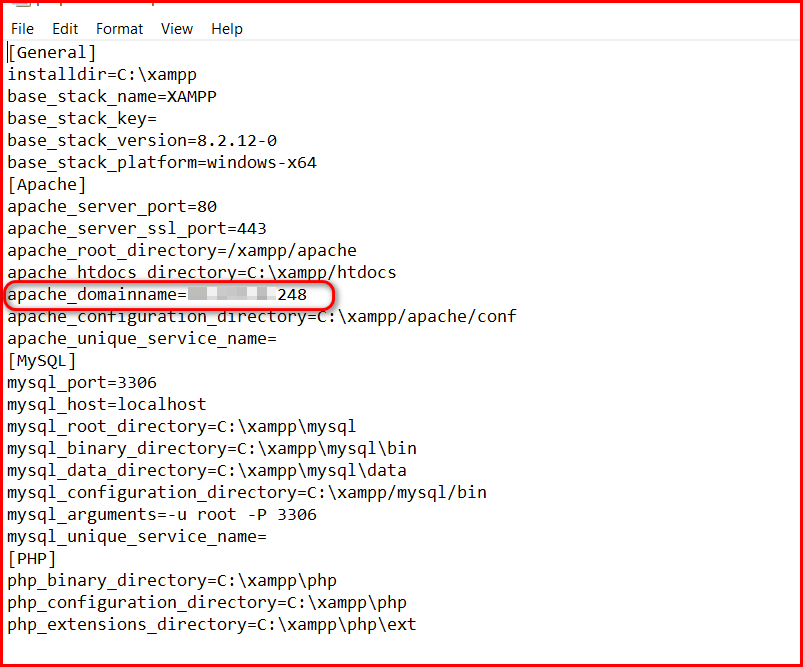 File Edit Format View Help
[General]
installdir=C:\xampp
base_stack_name=XAMPP
base_stack_key=
base_stack_version=8.2.12-0
base_stack_platform=windows-x64
[Apache]
apache_server_port=80
apache_server_ssl_port=443
apache_root_directory=/xampp/apache
apache_htdocs_directory=C:\xampp/htdocs
apache_domainname= 248
apache_configuration_directory=C:\xampp/apache/conf
apache_unique_service_name=
[MySQL]
mysql_port=3306
mysql_host=localhost
mysql_root_directory=C:\xampp\mysql
mysql_binary_directory=C:\xampp\mysql\bin
mysql_data_directory=C:\xampp\mysql\data
mysql_configuration_directory=C:\xampp/mysql/bin
mysql_arguments=-u root -P 3306
mysql_unique_service_name=
[PHP]
php_binary_directory=C:\xampp\php
php_configuration_directory=C:\xampp\php
php_extensions_directory=C:\xampp\php\ext